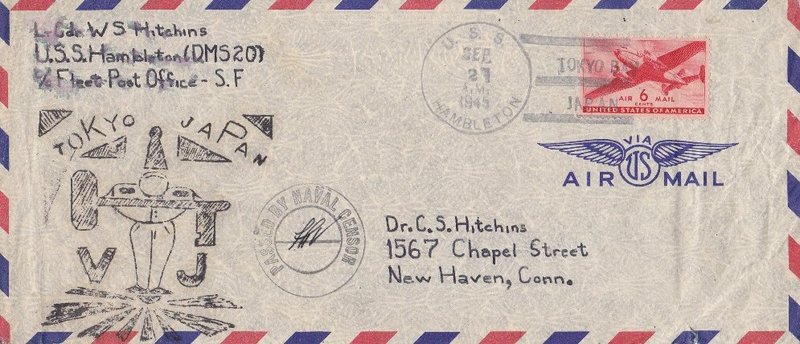 Lt. Cdr. W S Hitchins
U.S.S. Hambleton (DMS20)
c/o Fleet Post Office - S.F
U.S.S.
SEP
2
A.M.
1945
HAMBLETON
TOKYO BAY
JAPAN
AIR 6 MAIL
CENTS
UNITED STATES OF AMERICA
VIA
US
AIR MAIL
TOKYO JAPAN
V J
PASSED BY NAVAL CENSOR
Dr. C. S. Hitchins
1567 Chapel Street
New Haven, Conn.